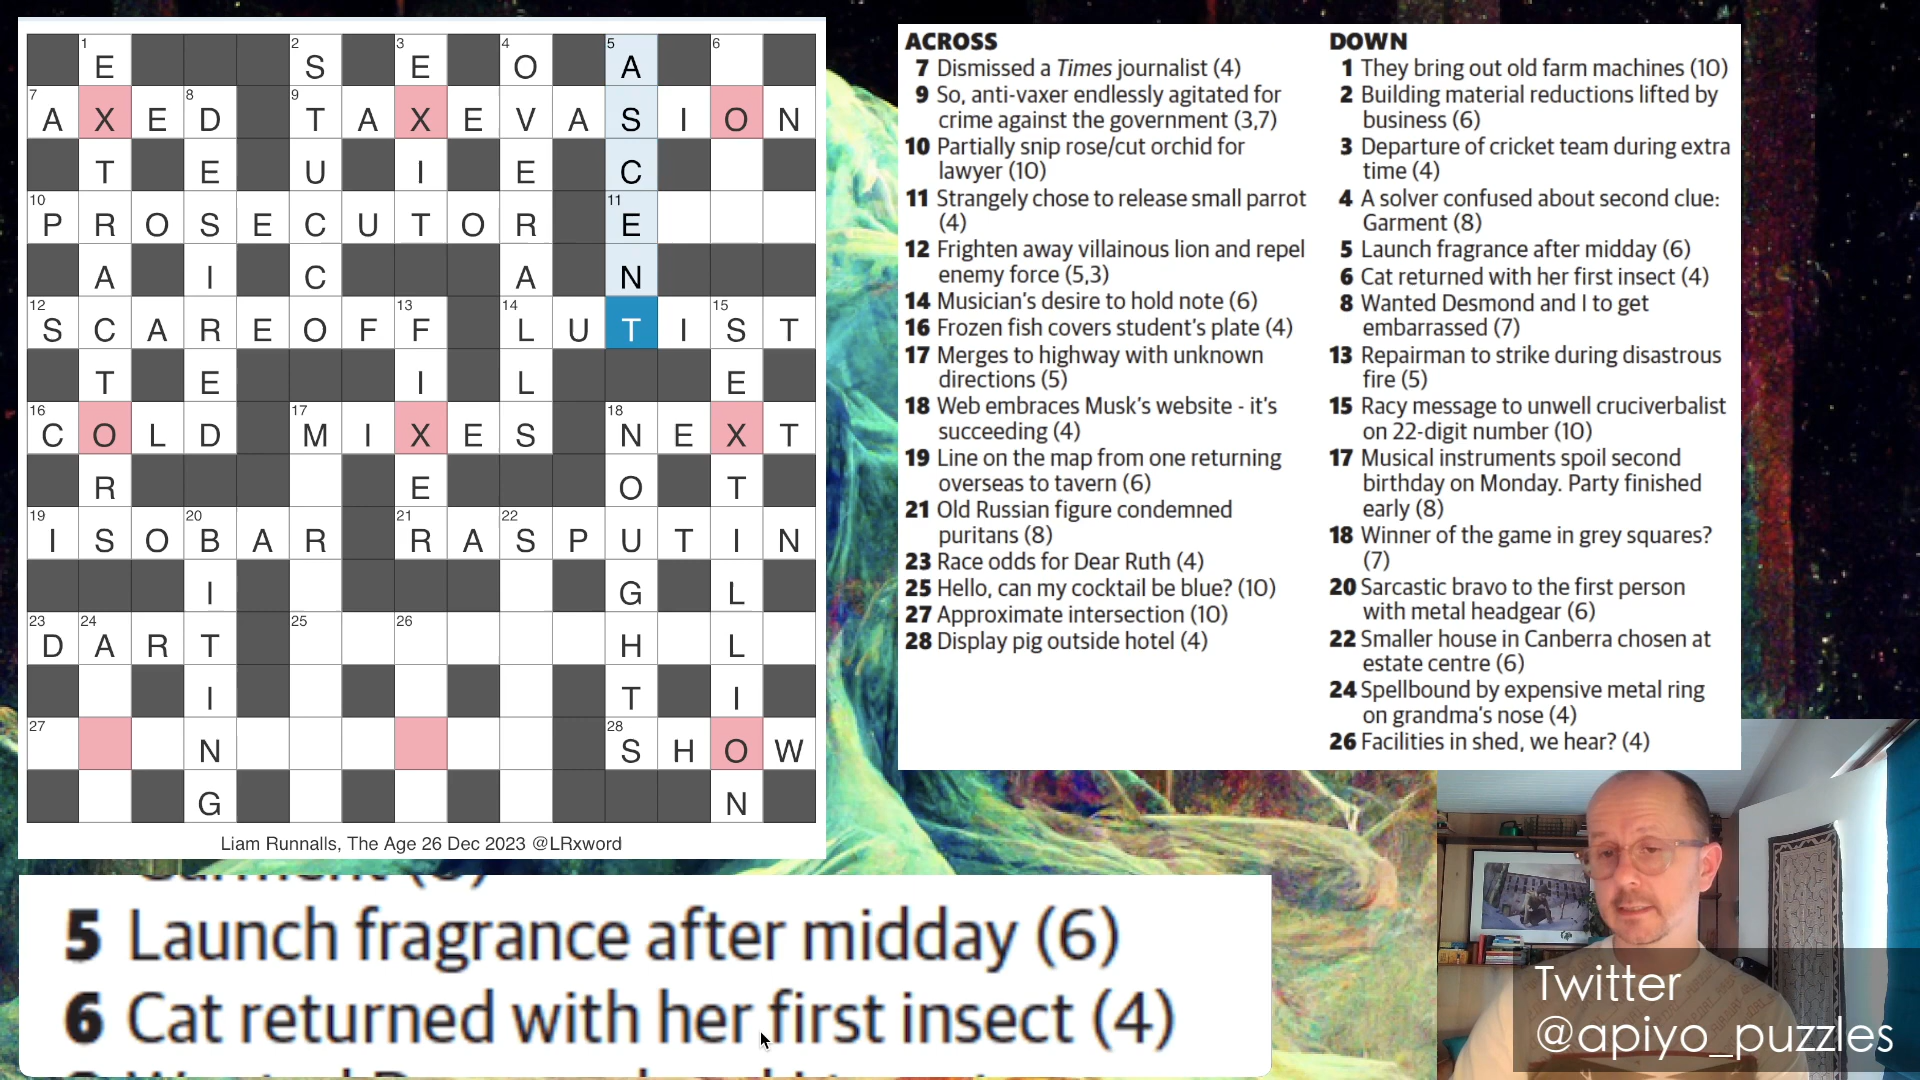 1 2 3 4 5 6
E S E O A
7 8 9
A X E D T A X E V A S I O N
T E U I E C
10 11
P R O S E C U T O R E
A I C A N
12 13 14 15
S C A R E O F F L U T I S T
T E I L E
16 17 18
C O L D M I X E S N E X T
R E O T
19 20 21 22
I S O B A R R A S P U T I N
I G L
23 24 25 26
D A R T H L
I T I
27 28
N S H O W
G N
Liam Runnalls, The Age 26 Dec 2023 @LRxword
ACROSS
7 Dismissed a Times journalist (4)
9 So, anti-vaxer endlessly agitated for
crime against the government (3,7)
10 Partially snip rose/cut orchid for
lawyer (10)
11 Strangely chose to release small parrot
(4)
12 Frighten away villainous lion and repel
enemy force (5,3)
14 Musician's desire to hold note (6)
16 Frozen fish covers student's plate (4)
17 Merges to highway with unknown
directions (5)
18 Web embraces Musk's website - it's
succeeding (4)
19 Line on the map from one returning
overseas to tavern (6)
21 Old Russian figure condemned
puritans (8)
23 Race odds for Dear Ruth (4)
25 Hello, can my cocktail be blue? (10)
27 Approximate intersection (10)
28 Display pig outside hotel (4)
DOWN
1 They bring out old farm machines (10)
2 Building material reductions lifted by
business (6)
3 Departure of cricket team during extra
time (4)
4 A solver confused about second clue:
Garment (8)
5 Launch fragrance after midday (6)
6 Cat returned with her first insect (4)
8 Wanted Desmond and I to get
embarrassed (7)
13 Repairman to strike during disastrous
fire (5)
15 Racy message to unwell cruciverbalist
on 22-digit number (10)
17 Musical instruments spoil second
birthday on Monday. Party finished
early (8)
18 Winner of the game in grey squares?
(7)
20 Sarcastic bravo to the first person
with metal headgear (6)
22 Smaller house in Canberra chosen at
estate centre (6)
24 Spellbound by expensive metal ring
on grandma's nose (4)
26 Facilities in shed, we hear? (4)
5 Launch fragrance after midday (6)
6 Cat returned with her first insect (4)
Twitter
@apiyo_puzzles